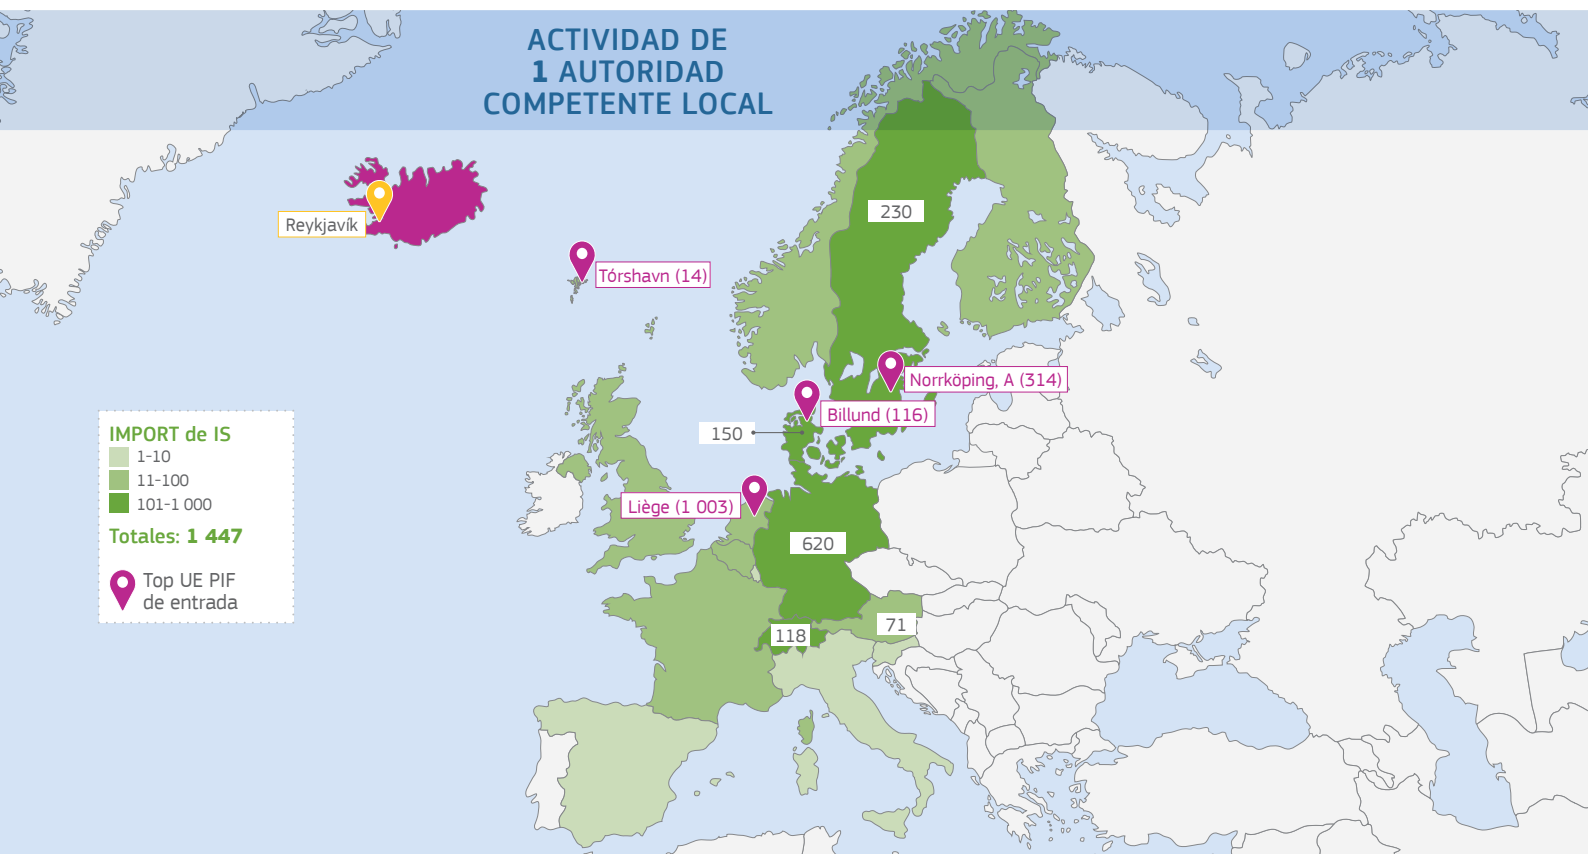 ACTIVIDAD DE
1 AUTORIDAD
COMPETENTE LOCAL
Reykjavík
Tórshavn (14)
230
Norrköping, A (314)
Billund (116)
150
Liège (1 003)
620
118
71
IMPORT de IS
1-10
11-100
101-1 000
Totales: 1 447
Top UE PIF
de entrada